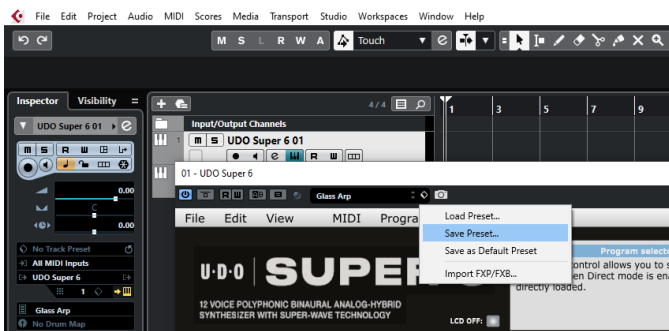 File Edit Project Audio MIDI Scores Media Transport Studio Workspaces Window Help
M S L R W A Touch
Inspector Visibility
4/4
1 3 5 7 9
UDO Super 6 01
Input/Output Channels
1 m S UDO Super 6 01
R W
01 - UDO Super 6
0.00
Glass Arp
C
File Edit View MIDI Progra
0.00
Load Preset...
Save Preset...
Save as Default Preset
Import FXP/FXB...
No Track Preset
All MIDI Inputs
UDO Super 6
1
Glass Arp
No Drum Map
Program selecto
ontrol allows you to s
en Direct mode is ena
directly loaded.
U·D·O SUPER
12 VOICE POLYPHONIC BINAURAL ANALOG-HYBRID
SYNTHESIZER WITH SUPER-WAVE TECHNOLOGY
LCD OFF: